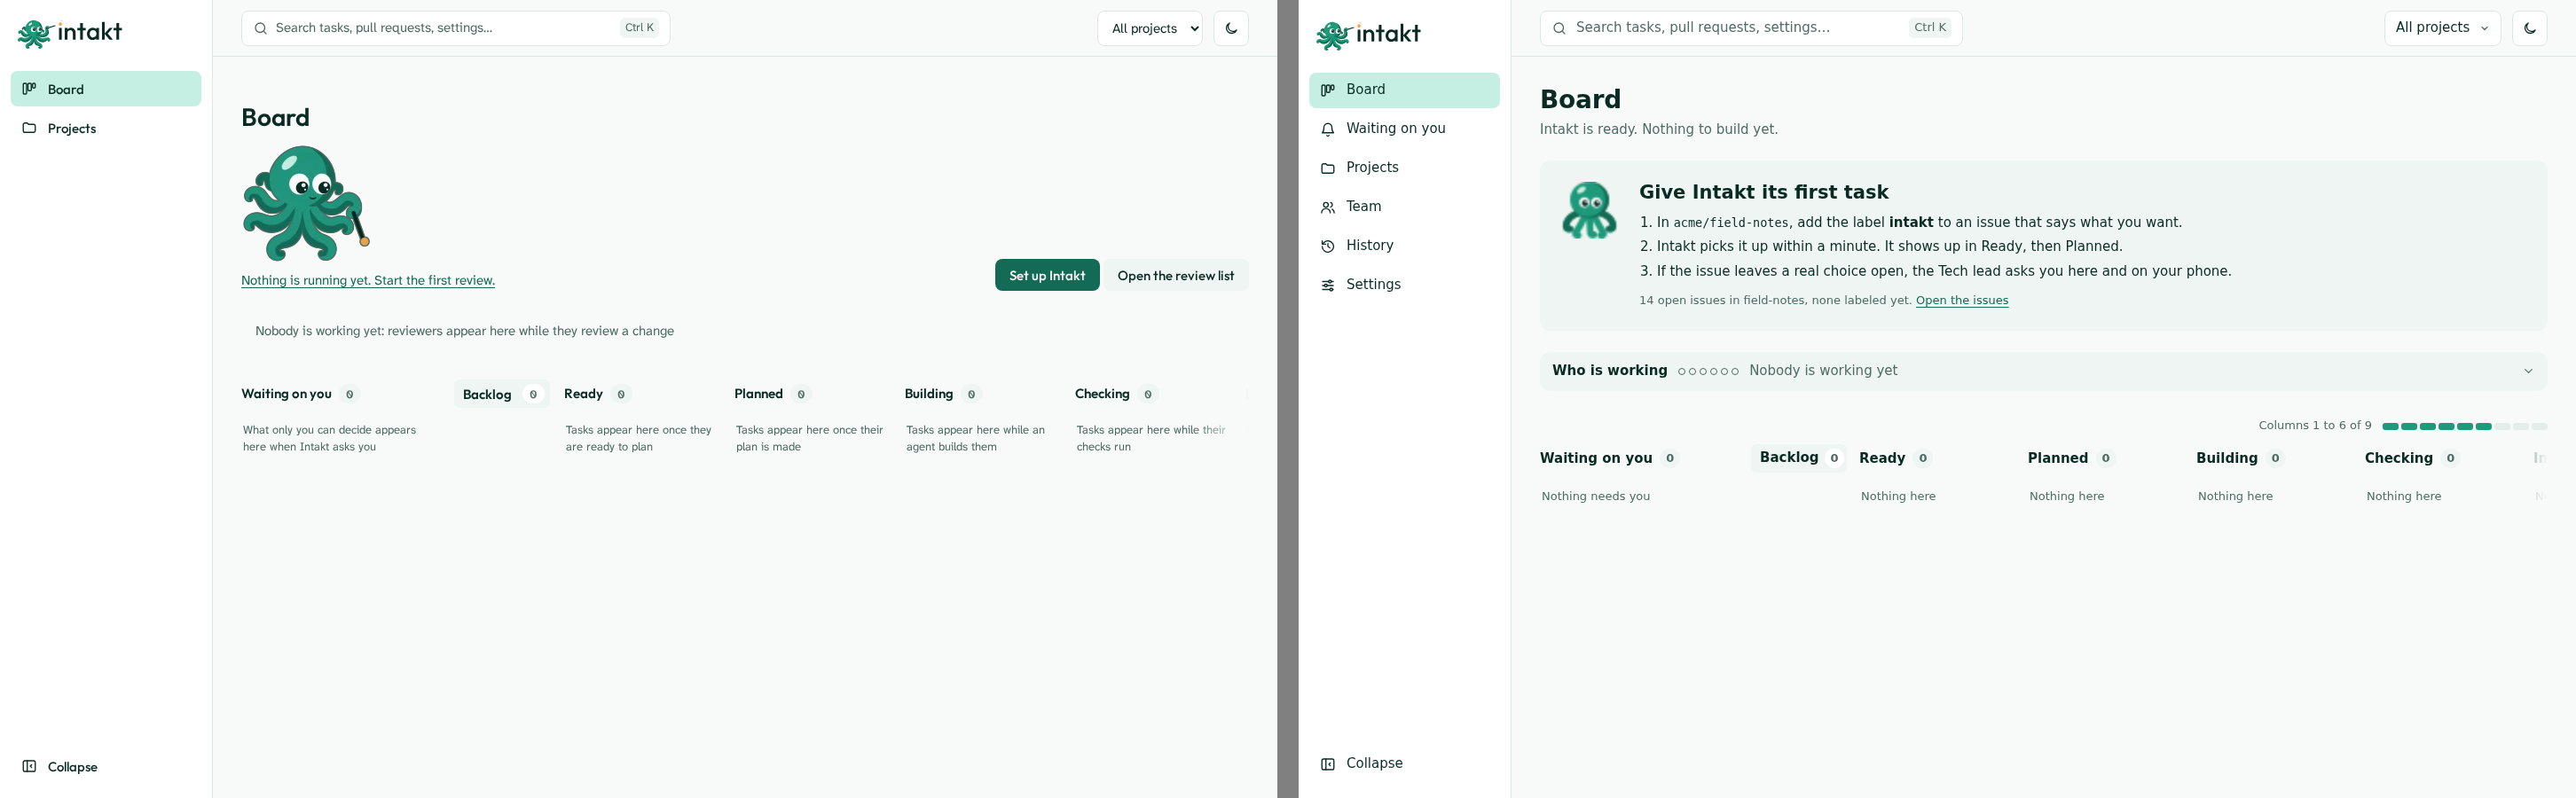 intakt
Search tasks, pull requests, settings...
Ctrl K
All projects
Board
Projects
Board
Nothing is running yet. Start the first review.
Set up Intakt
Open the review list
Nobody is working yet: reviewers appear here while they review a change
Waiting on you 0
Backlog 0
Ready 0
Planned 0
Building 0
Checking 0
What only you can decide appears
here when Intakt asks you
Tasks appear here once they
are ready to plan
Tasks appear here once their
plan is made
Tasks appear here while an
agent builds them
Tasks appear here while their
checks run
Collapse
intakt
Search tasks, pull requests, settings...
Ctrl K
All projects
Board
Waiting on you
Projects
Team
History
Settings
Board
Intakt is ready. Nothing to build yet.
Give Intakt its first task
1. In acme/field-notes, add the label intakt to an issue that says what you want.
2. Intakt picks it up within a minute. It shows up in Ready, then Planned.
3. If the issue leaves a real choice open, the Tech lead asks you here and on your phone.
14 open issues in field-notes, none labeled yet. Open the issues
Who is working
Nobody is working yet
Columns 1 to 6 of 9
Waiting on you 0
Backlog 0
Ready 0
Planned 0
Building 0
Checking 0
Nothing needs you
Nothing here
Nothing here
Nothing here
Nothing here
Collapse